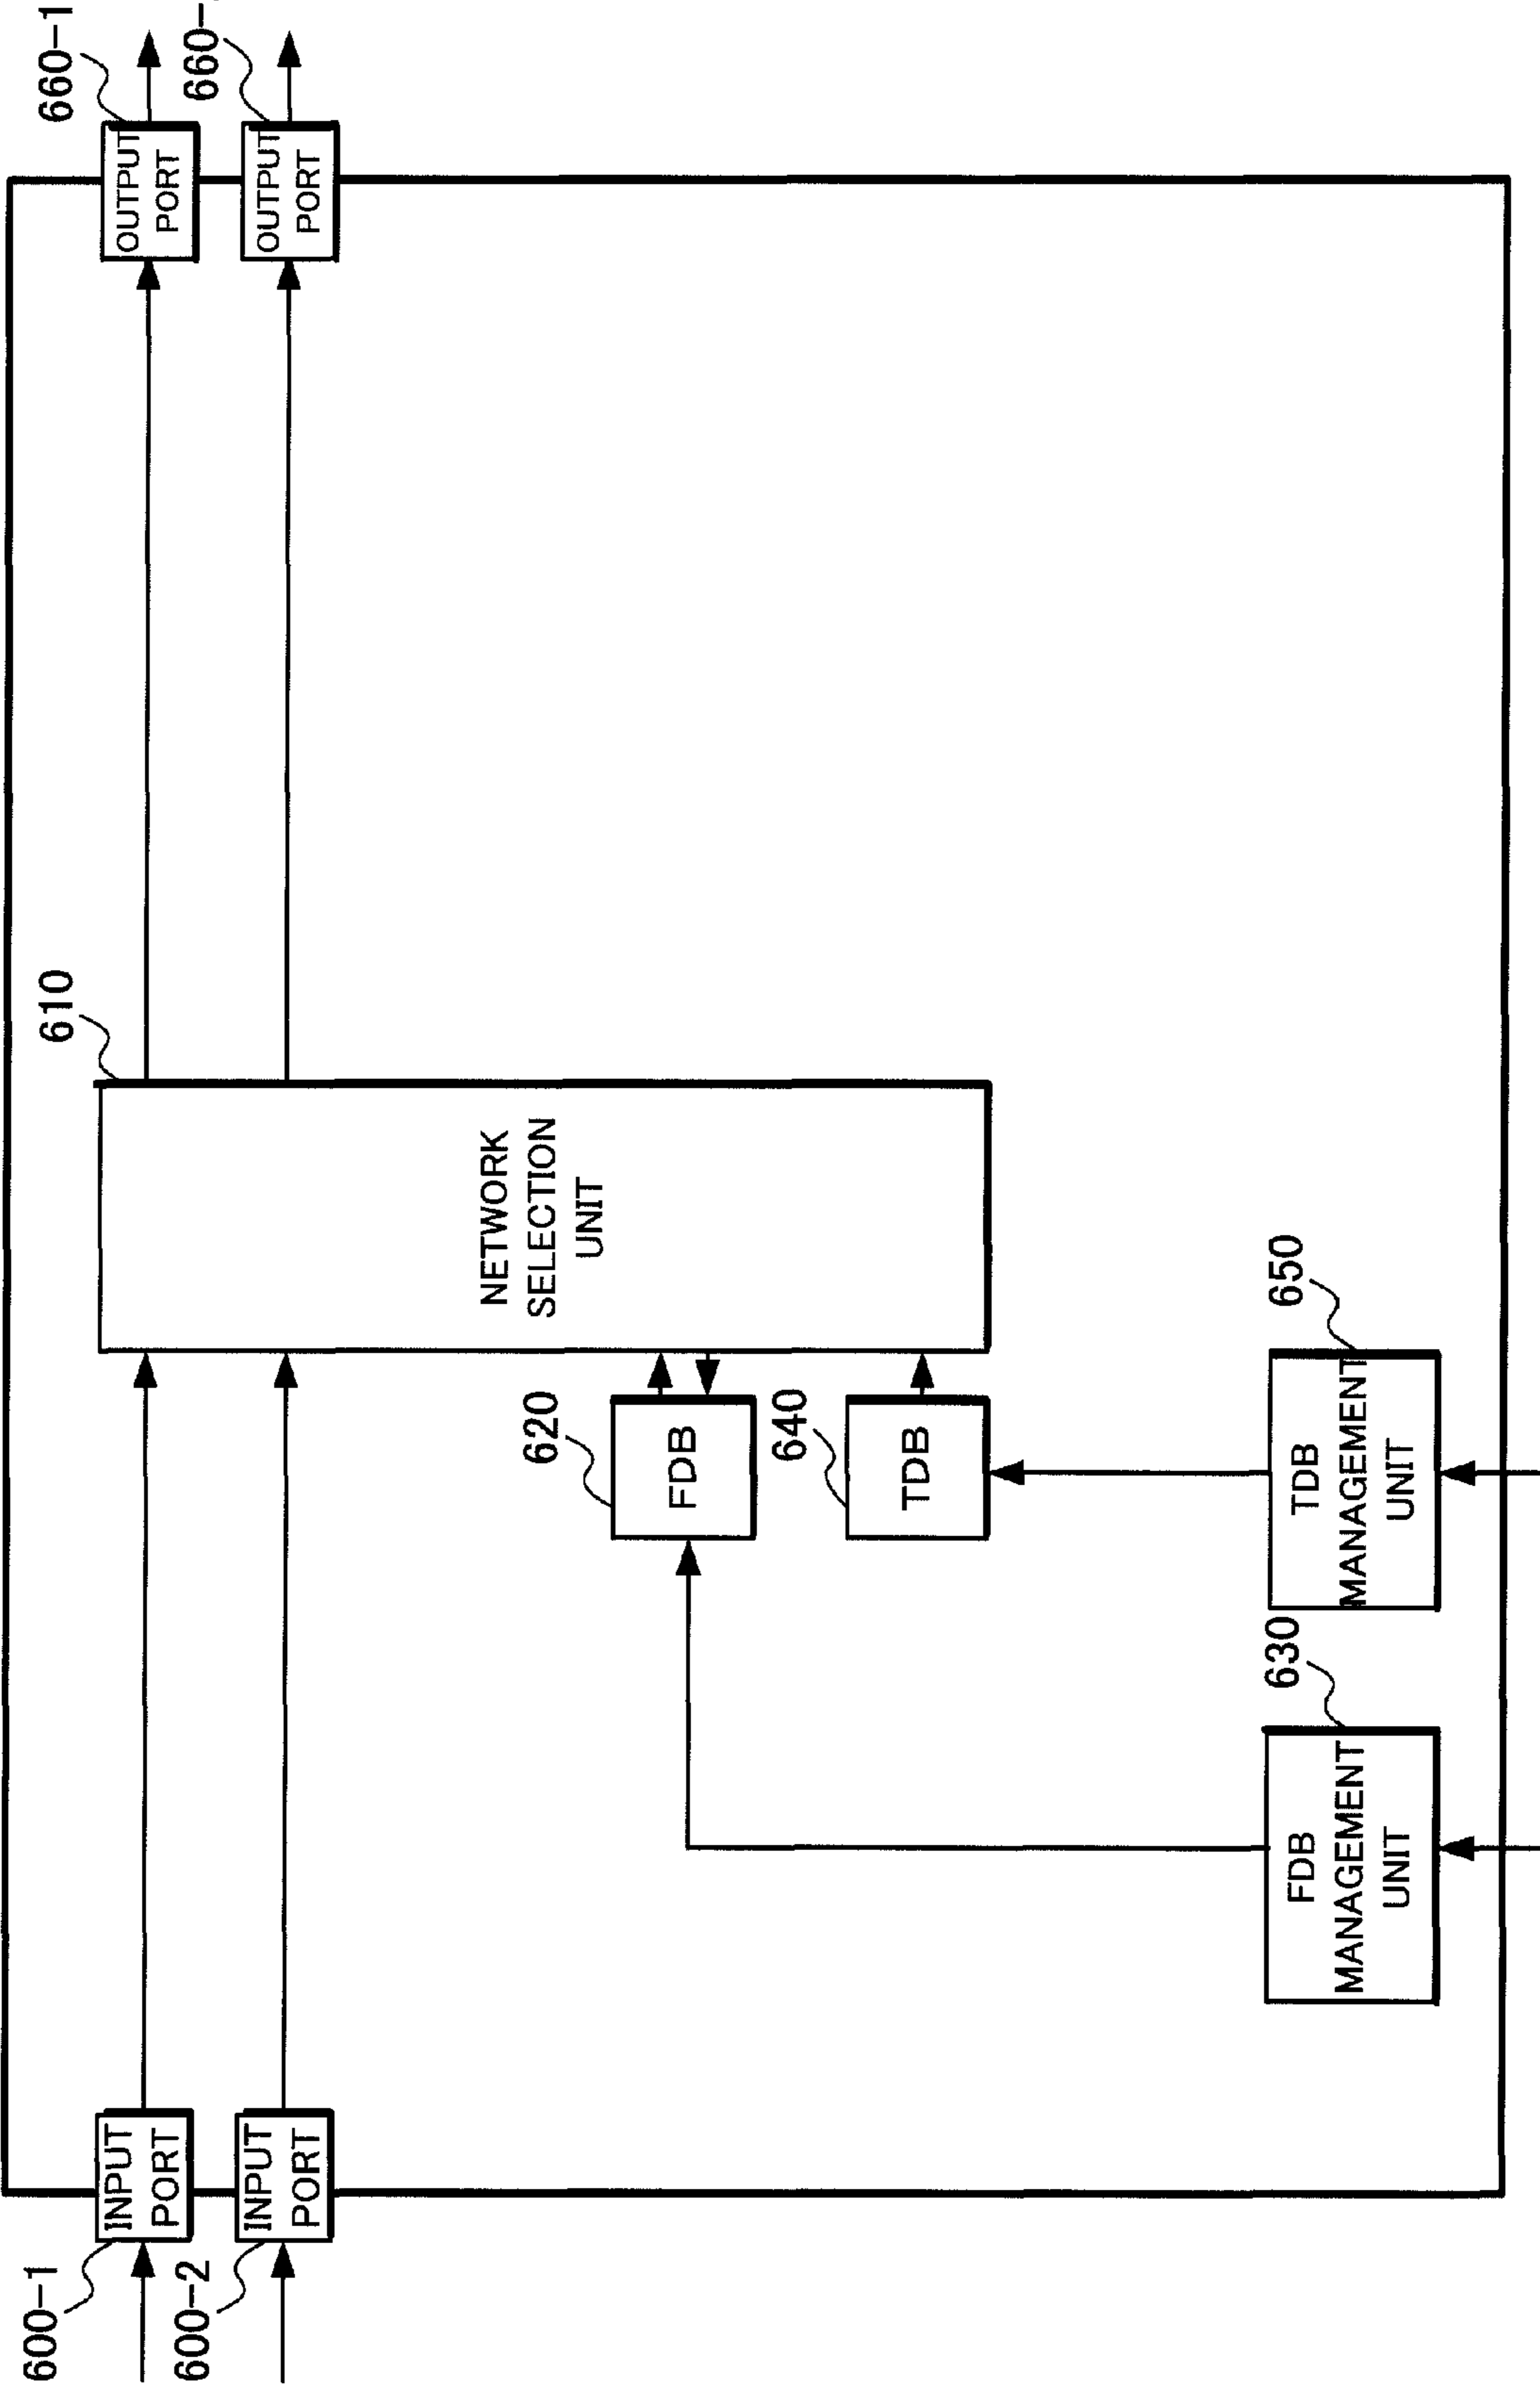 600-1
INPUT
PORT
600-2
INPUT
PORT
610
NETWORK
SELECTION
UNIT
620
FDB
640
TDB
630
FDB
MANAGEMENT
UNIT
650
TDB
MANAGEMENT
UNIT
660-1
OUTPUT
PORT
660-
OUTPUT
PORT